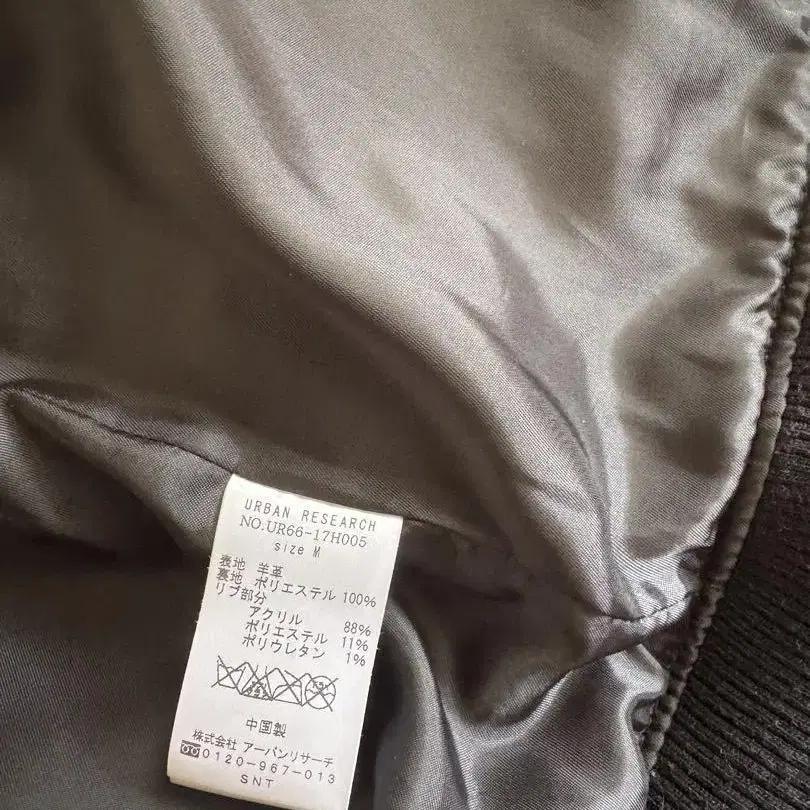 URBAN RESEARCH
NO.UR66-17H005
size M
表地 羊革
裏地 ポリエステル 100%
リブ部分
アクリル 88%
ポリエステル 11%
ポリウレタン 1%
中国製
株式会社 アーバンリサーチ
0120-967-013
SNT